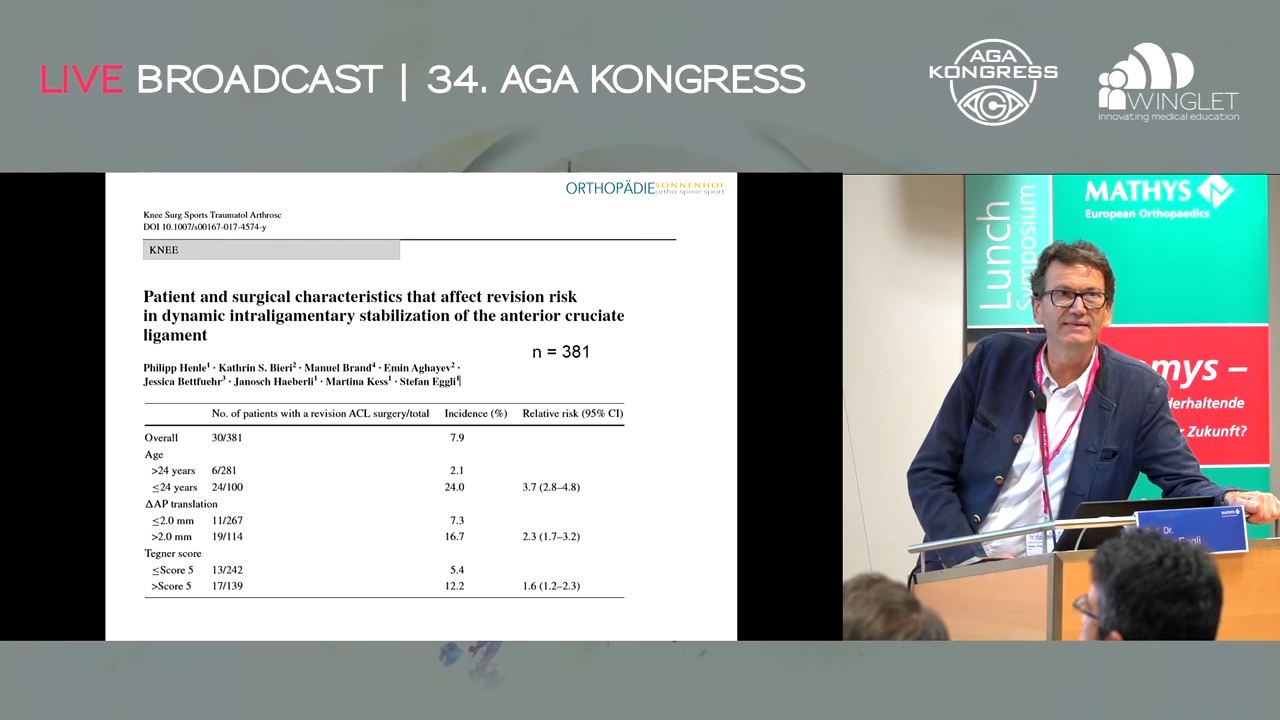 LIVE BROADCAST | 34. AGA KONGRESS
AGA
KONGRESS
AGA
WINGLET
innovating medical education
ORTHOPÄDIE SONNENHOF
ortho spine sport
Knee Surg Sports Traumatol Arthrosc
DOI 10.1007/s00167-017-4574-y
KNEE
Patient and surgical characteristics that affect revision risk
in dynamic intraligamentary stabilization of the anterior cruciate
ligament
n = 381
Philipp Henle1 · Kathrin S. Bieri2 · Manuel Brand4 · Emin Aghayev2 ·
Jessica Bettfuehr3 · Janosch Haeberli1 · Martina Kess1 · Stefan Eggli1
No. of patients with a revision ACL surgery/total Incidence (%) Relative risk (95% CI)
Overall 30/381 7.9
Age
>24 years 6/281 2.1
≤24 years 24/100 24.0 3.7 (2.8–4.8)
ΔAP translation
≤2.0 mm 11/267 7.3
>2.0 mm 19/114 16.7 2.3 (1.7–3.2)
Tegner score
≤Score 5 13/242 5.4
>Score 5 17/139 12.2 1.6 (1.2–2.3)
Lunch
Symposium
MATHYS
European Orthopaedics
mys –
derhaltende
r Zukunft?
MATHYS
Dr.
Eggli